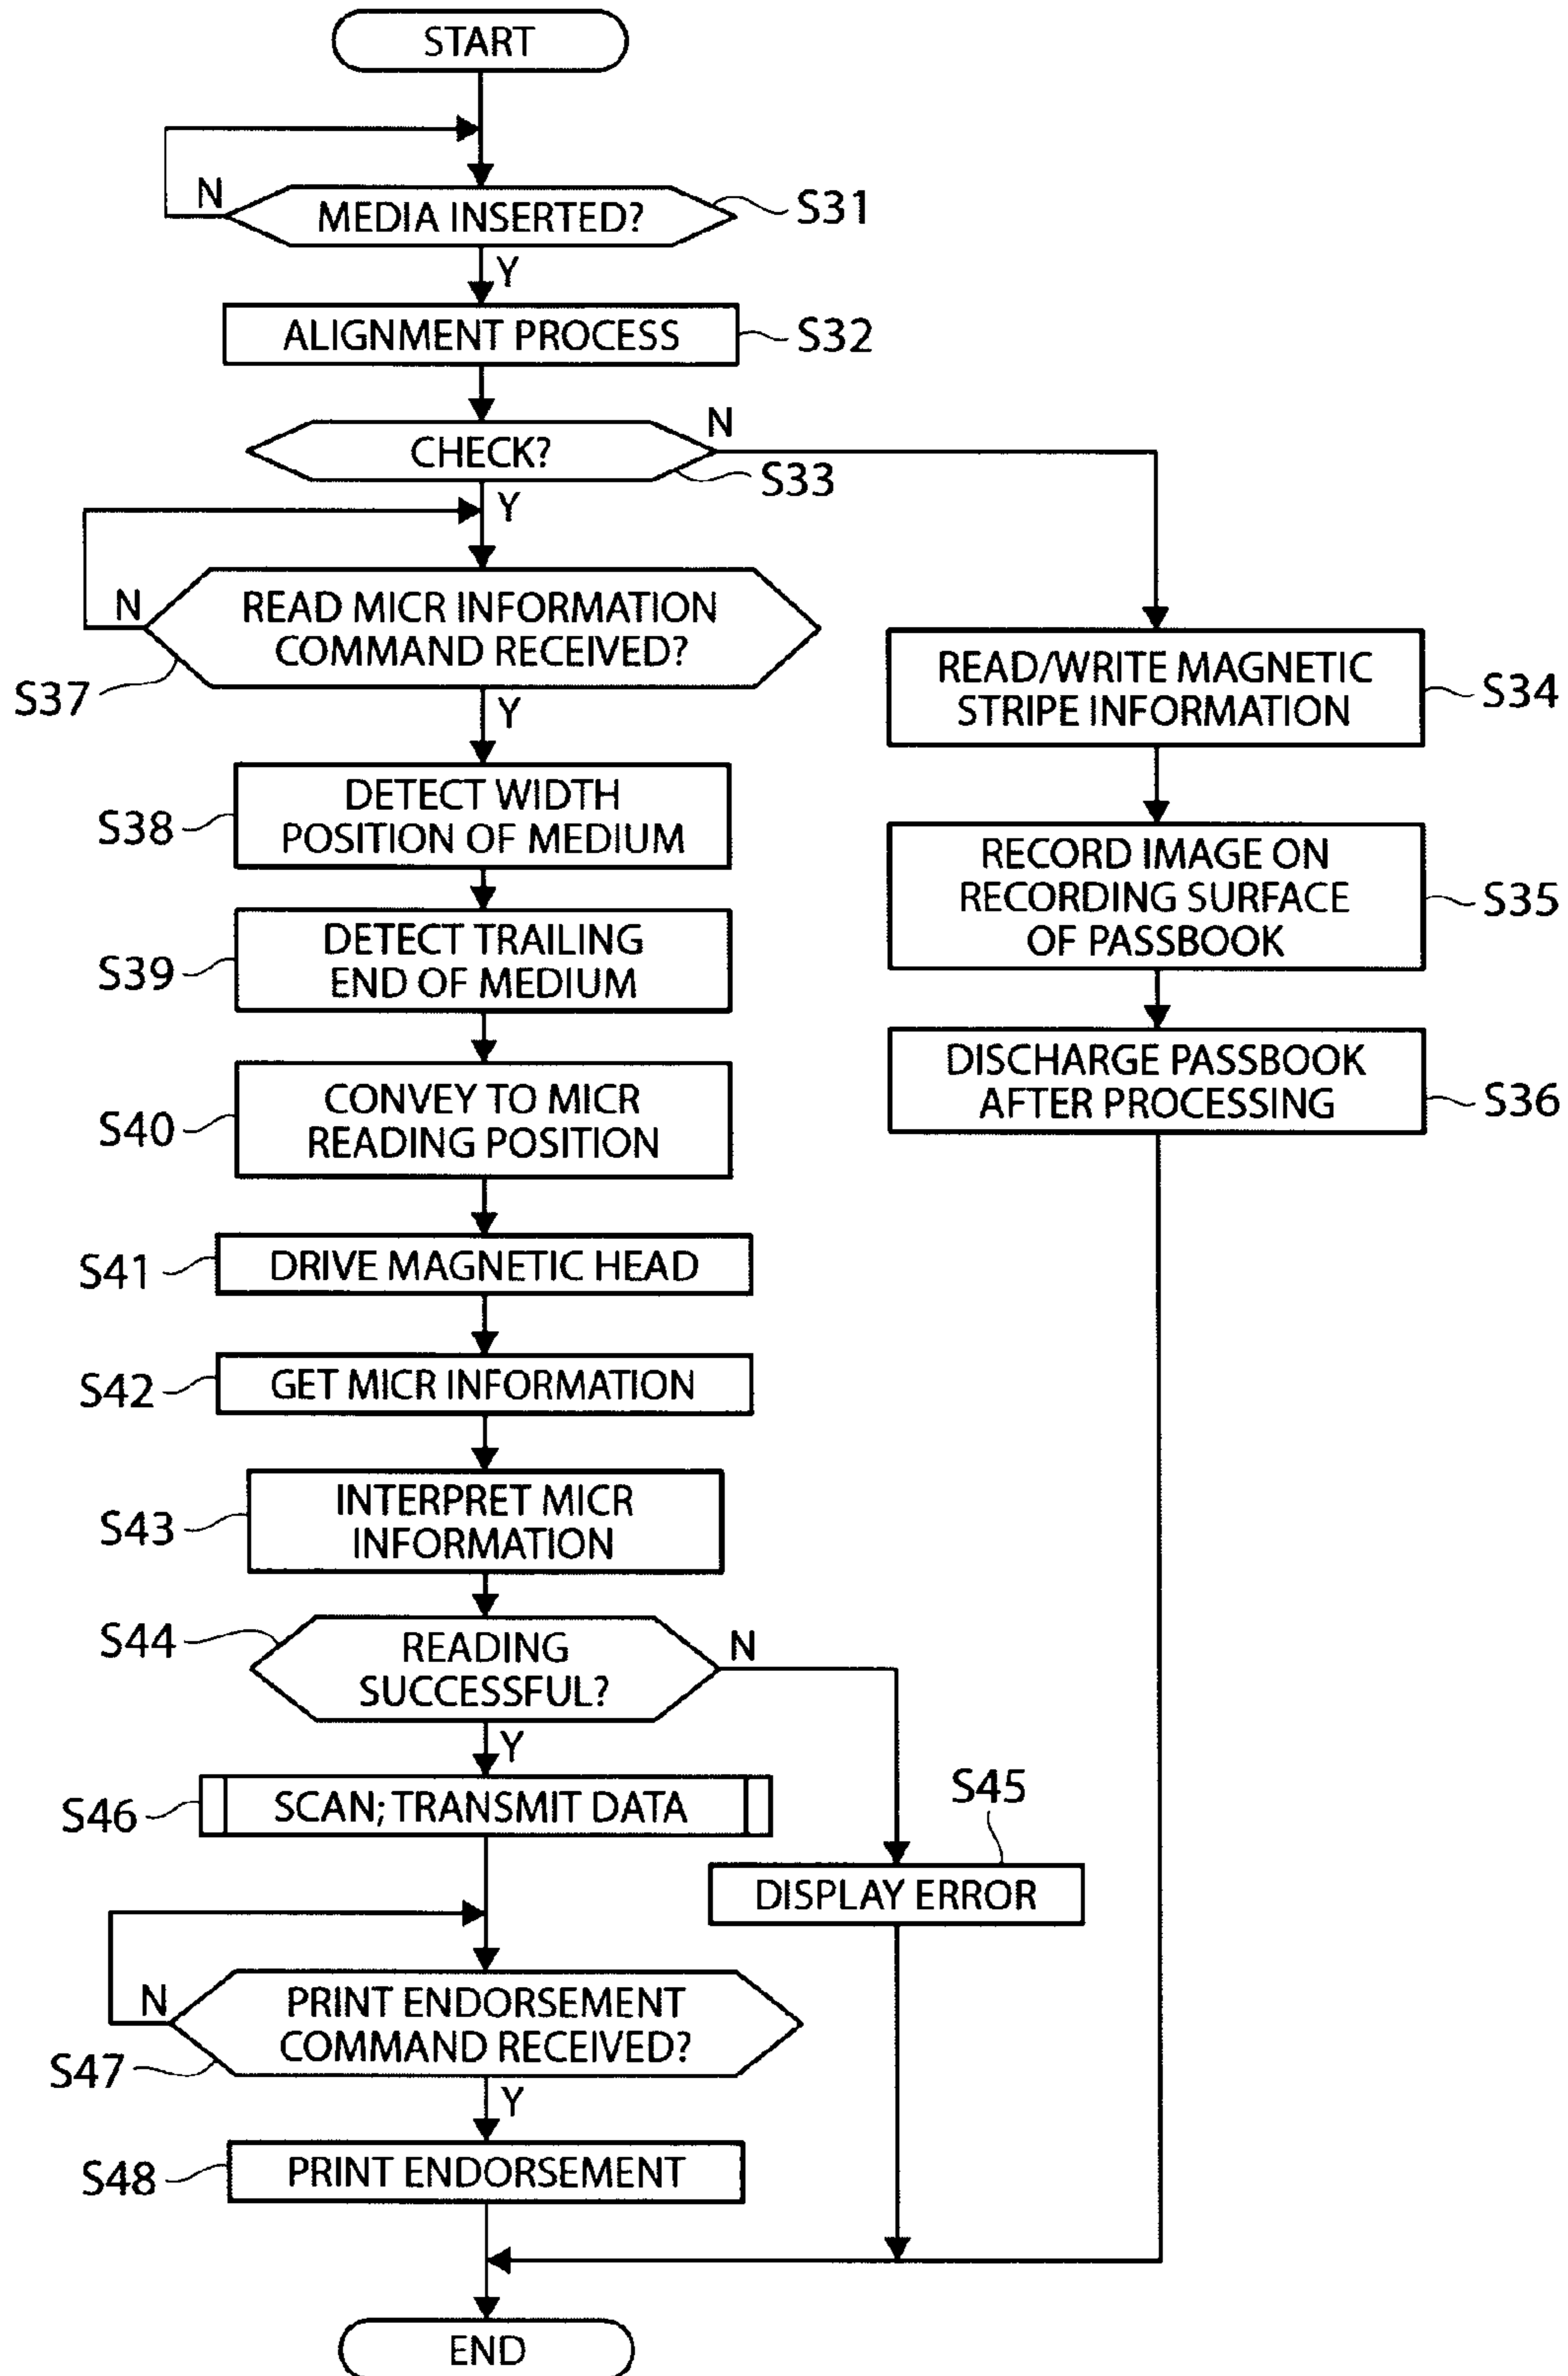 START
N
MEDIA INSERTED?
S31
Y
ALIGNMENT PROCESS
S32
CHECK?
N
S33
Y
N
READ MICR INFORMATION
COMMAND RECEIVED?
S37
Y
READ/WRITE MAGNETIC
STRIPE INFORMATION
S34
S38
DETECT WIDTH
POSITION OF MEDIUM
RECORD IMAGE ON
RECORDING SURFACE
OF PASSBOOK
S35
S39
DETECT TRAILING
END OF MEDIUM
DISCHARGE PASSBOOK
AFTER PROCESSING
S36
S40
CONVEY TO MICR
READING POSITION
S41
DRIVE MAGNETIC HEAD
S42
GET MICR INFORMATION
S43
INTERPRET MICR
INFORMATION
S44
READING
SUCCESSFUL?
N
Y
S46
SCAN; TRANSMIT DATA
S45
DISPLAY ERROR
N
PRINT ENDORSEMENT
COMMAND RECEIVED?
S47
Y
S48
PRINT ENDORSEMENT
END